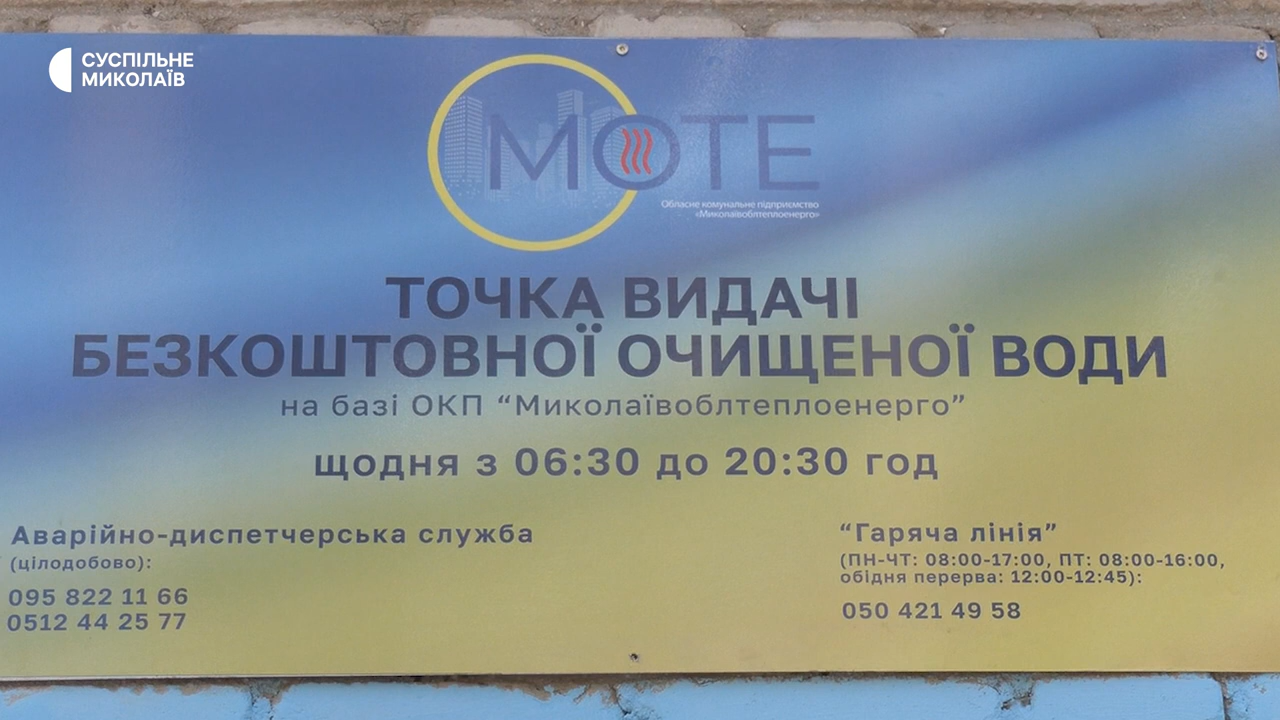 СУСПІЛЬНЕ
МИКОЛАЇВ
МОТЕ
Обласне комунальне підприємство
«Миколаївоблтеплоенерго»
ТОЧКА ВИДАЧІ
БЕЗКОШТОВНОЇ ОЧИЩЕНОЇ ВОДИ
на базі ОКП “Миколаївоблтеплоенерго”
щодня з 06:30 до 20:30 год
Аварійно-диспетчерська служба
(цілодобово):
095 822 11 66
0512 44 25 77
“Гаряча лінія”
(ПН-ЧТ: 08:00-17:00, ПТ: 08:00-16:00,
обідня перерва: 12:00-12:45):
050 421 49 58